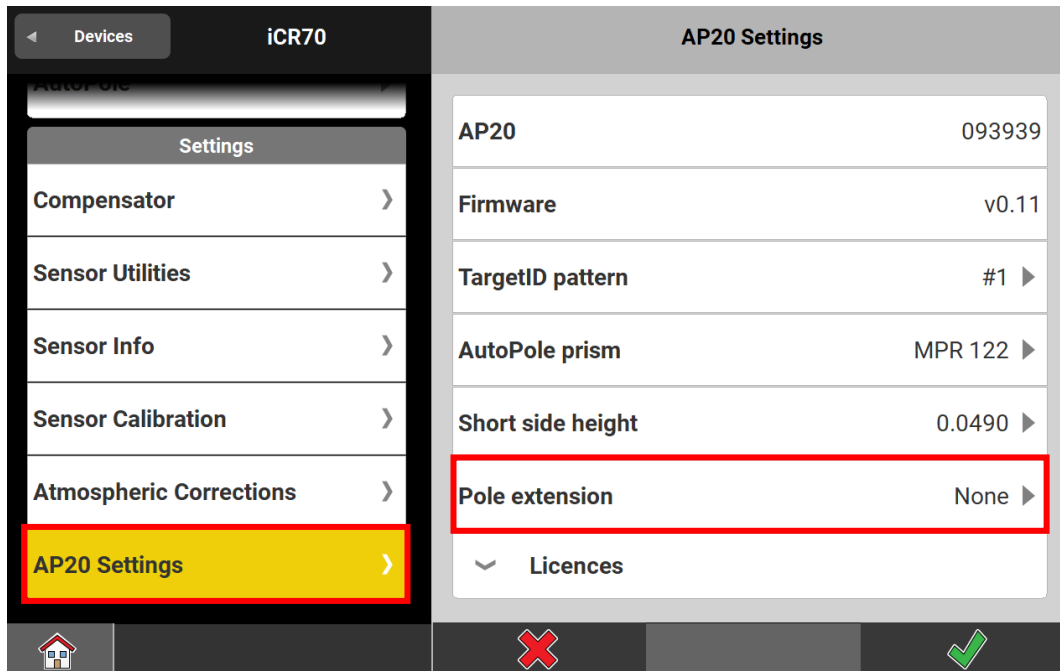 Devices
iCR70
AutoPole
Settings
Compensator
Sensor Utilities
Sensor Info
Sensor Calibration
Atmospheric Corrections
AP20 Settings
AP20 Settings
AP20 093939
Firmware v0.11
TargetID pattern #1
AutoPole prism MPR 122
Short side height 0.0490
Pole extension None
Licences